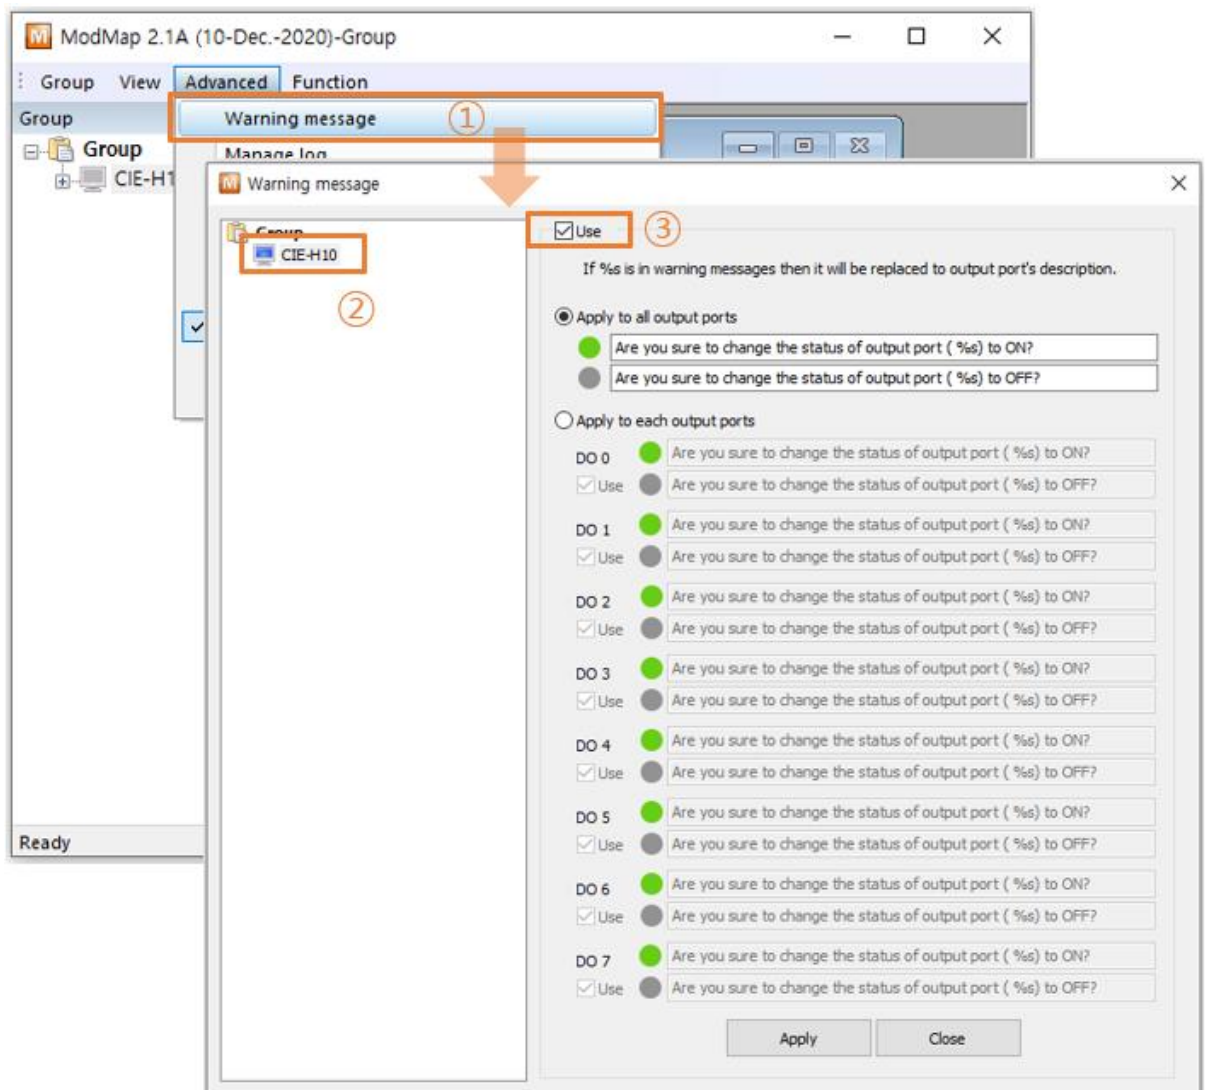 ModMap 2.1A (10-Dec.-2020)-Group
Group View Advanced Function
Group
Warning message ①
Group
Manage log
CIE-H1
Warning message
Group
CIE-H10
②
Use ③
If %s is in warning messages then it will be replaced to output port's description.
Apply to all output ports
Are you sure to change the status of output port ( %s) to ON?
Are you sure to change the status of output port ( %s) to OFF?
Apply to each output ports
DO 0 Are you sure to change the status of output port ( %s) to ON?
Use Are you sure to change the status of output port ( %s) to OFF?
DO 1 Are you sure to change the status of output port ( %s) to ON?
Use Are you sure to change the status of output port ( %s) to OFF?
DO 2 Are you sure to change the status of output port ( %s) to ON?
Use Are you sure to change the status of output port ( %s) to OFF?
DO 3 Are you sure to change the status of output port ( %s) to ON?
Use Are you sure to change the status of output port ( %s) to OFF?
DO 4 Are you sure to change the status of output port ( %s) to ON?
Use Are you sure to change the status of output port ( %s) to OFF?
DO 5 Are you sure to change the status of output port ( %s) to ON?
Use Are you sure to change the status of output port ( %s) to OFF?
DO 6 Are you sure to change the status of output port ( %s) to ON?
Use Are you sure to change the status of output port ( %s) to OFF?
DO 7 Are you sure to change the status of output port ( %s) to ON?
Use Are you sure to change the status of output port ( %s) to OFF?
Apply Close
Ready